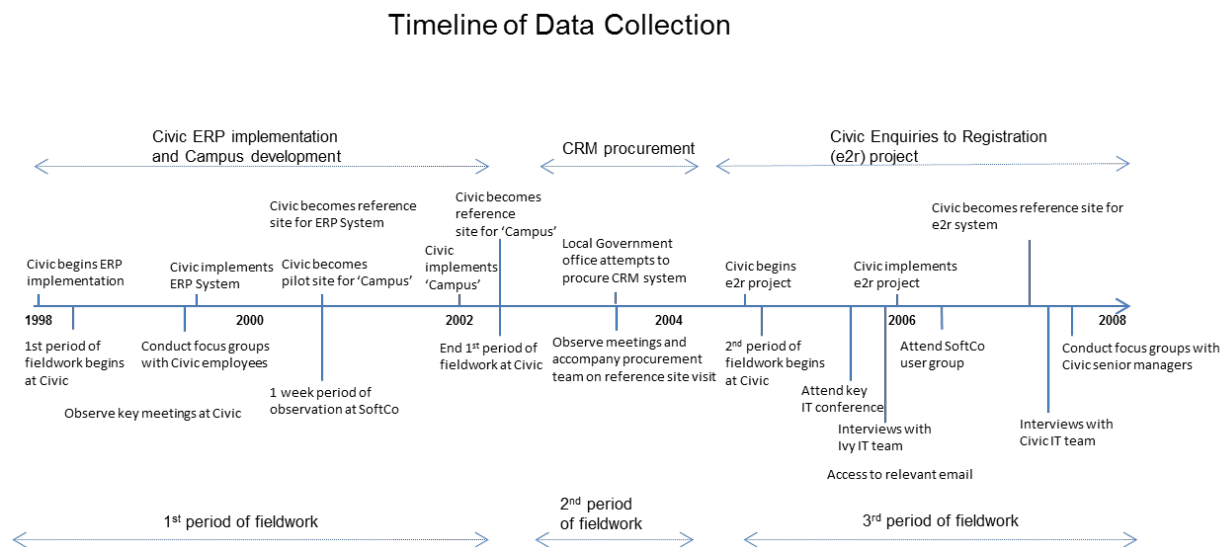 Timeline of Data Collection
Civic ERP implementation
and Campus development
CRM procurement
Civic Enquiries to Registration
(e2r) project
Civic becomes reference
site for ERP System
Civic becomes
reference
site for ‘Campus’
Civic becomes reference site for
e2r system
Civic begins ERP
implementation
Civic implements
ERP System
Civic becomes
pilot site for ‘Campus’
Civic
implements
‘Campus’
Local Government
office attempts to
procure CRM system
Civic begins
e2r project
Civic implements
e2r project
1998
2000
2002
2004
2006
2008
1st period of
fieldwork begins
at Civic
Conduct focus groups
with Civic employees
Observe key meetings at Civic
1 week period of
observation at SoftCo
End 1st period of
fieldwork at Civic
Observe meetings and
accompany procurement
team on reference site visit
2nd period of
fieldwork begins
at Civic
Attend key
IT conference
Interviews with
Ivy IT team
Access to relevant email
Attend SoftCo
user group
Interviews with
Civic IT team
Conduct focus groups with
Civic senior managers
1st period of fieldwork
2nd period
of fieldwork
3rd period of fieldwork